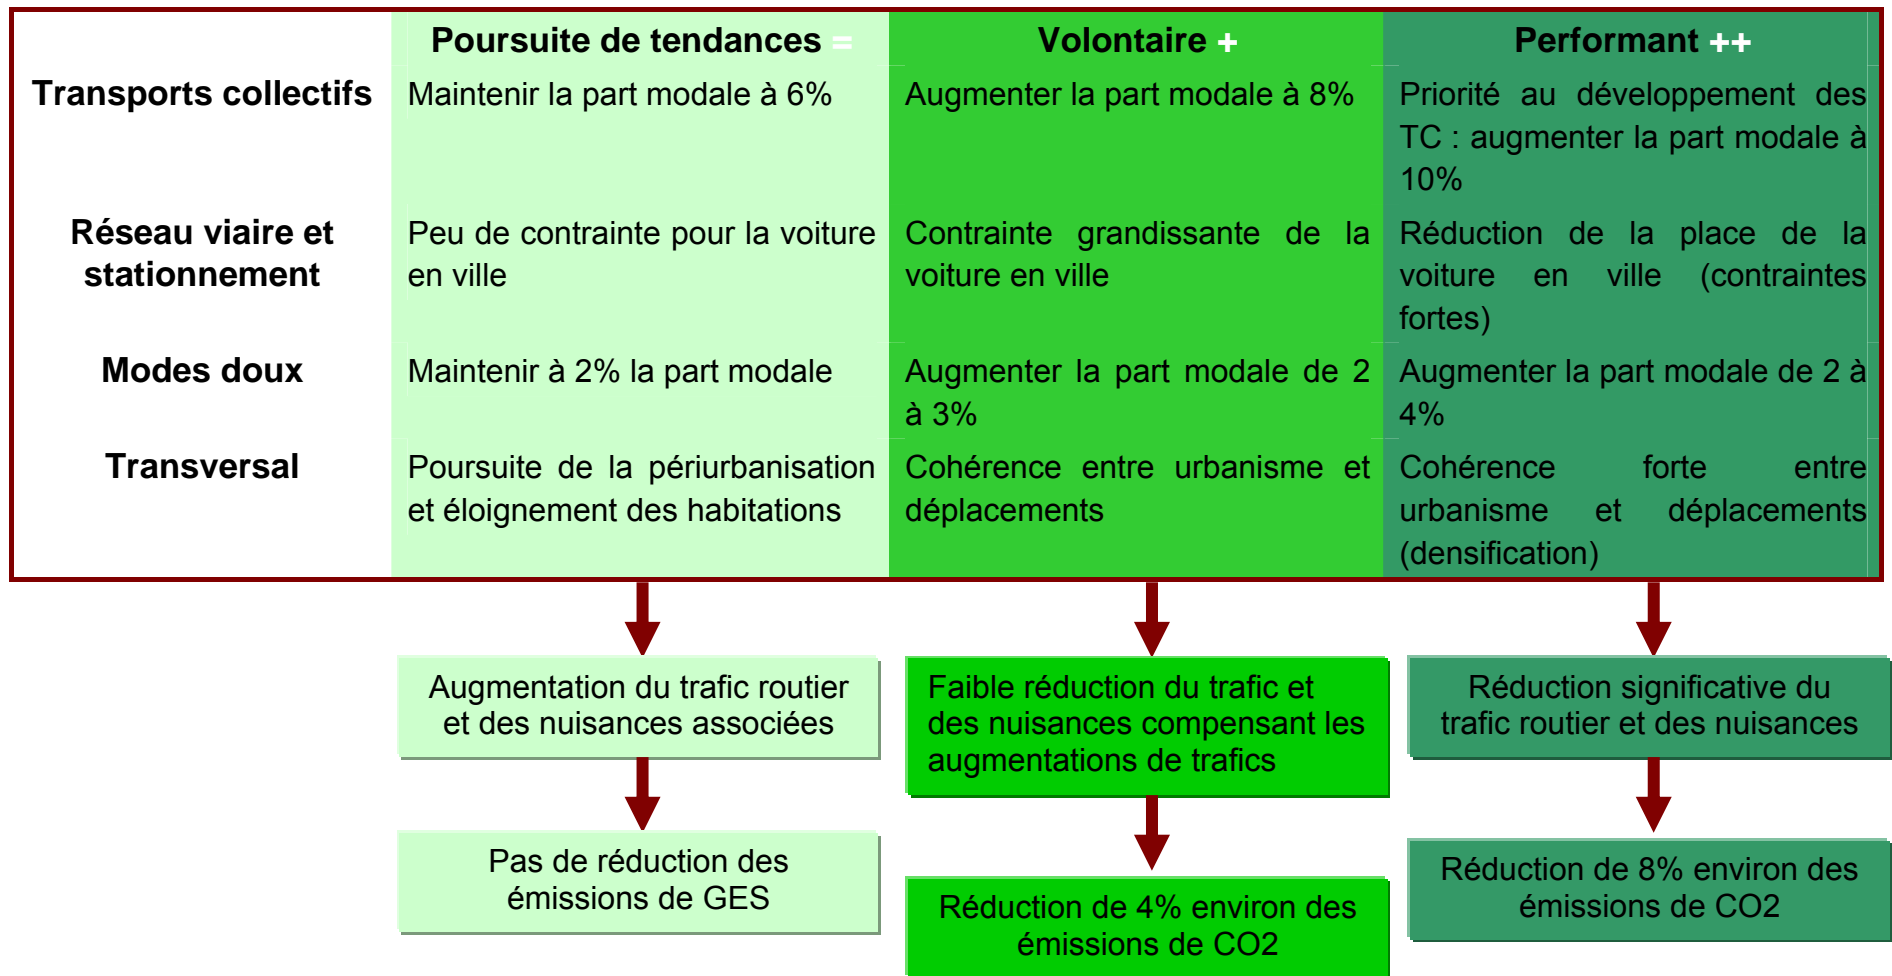 Poursuite de tendances =
Volontaire +
Performant ++
Transports collectifs
Maintenir la part modale à 6%
Augmenter la part modale à 8%
Priorité au développement des
TC : augmenter la part modale à
10%
Réseau viaire et
stationnement
Peu de contrainte pour la voiture
en ville
Contrainte grandissante de la
voiture en ville
Réduction de la place de la
voiture en ville (contraintes
fortes)
Modes doux
Maintenir à 2% la part modale
Augmenter la part modale de 2
à 3%
Augmenter la part modale de 2 à
4%
Transversal
Poursuite de la périurbanisation
et éloignement des habitations
Cohérence entre urbanisme et
déplacements
Cohérence forte entre
urbanisme et déplacements
(densification)
Augmentation du trafic routier
et des nuisances associées
Faible réduction du trafic et
des nuisances compensant les
augmentations de trafics
Réduction significative du
trafic routier et des nuisances
Pas de réduction des
émissions de GES
Réduction de 4% environ des
émissions de CO2
Réduction de 8% environ des
émissions de CO2